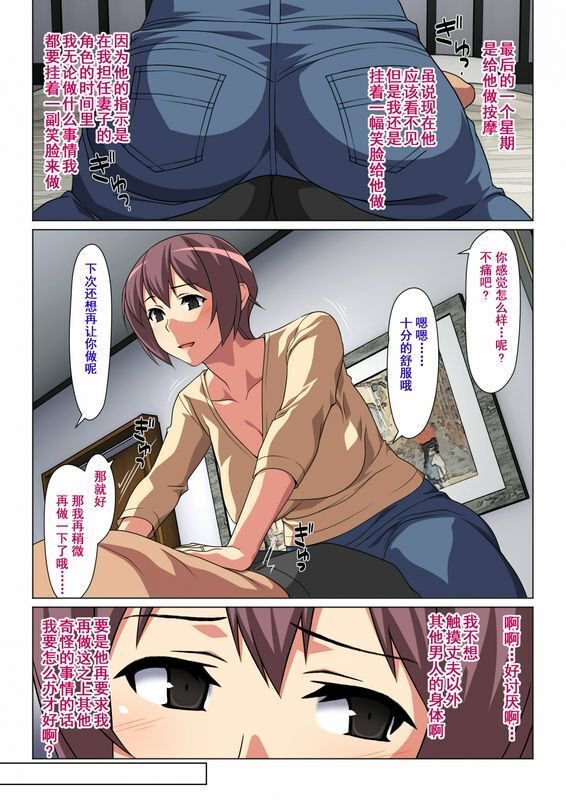 最后的一个星期
是给他做按摩
虽说现在他
应该看不见
但是我还是
挂着一幅笑脸给他做
因为他的指示是
在我担任妻子的
角色的时间里
我无论做什么事情我
都要挂着一副笑脸来做
ぎゅっ
ぎゅっ
你感觉怎么样…呢？
不痛吧？
嗯嗯……
十分的舒服哦
下次还想再让
你做呢
那就好
那我再稍微
再做一下了哦……
ぎゅっ
ぎゅっ
啊啊…好讨厌啊…
我不想
触摸丈夫以外
其他男人的身体啊
要是他再要求我
再做这之上其他
奇怪的事情的话
我要怎么办才好啊？